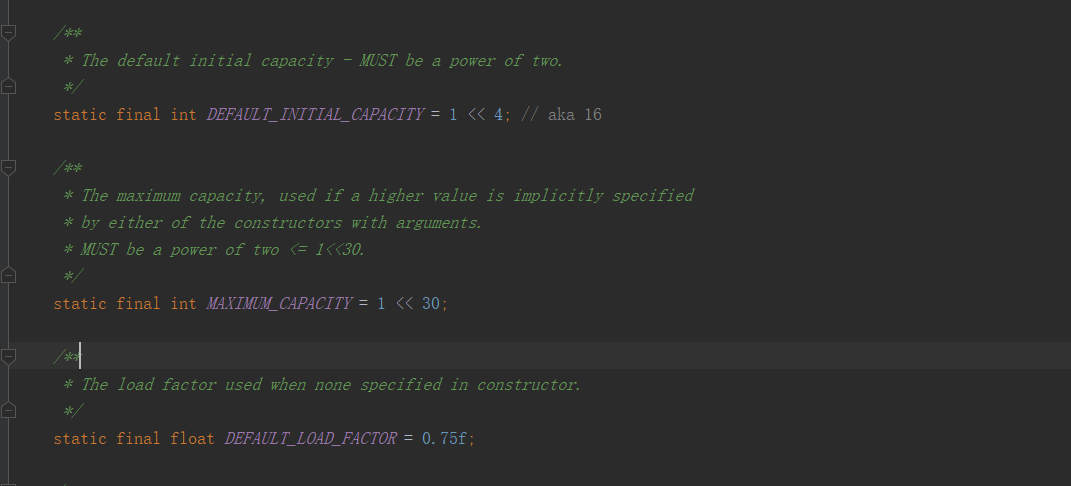 /**
* The default initial capacity - MUST be a power of two.
*/
static final int DEFAULT_INITIAL_CAPACITY = 1 << 4; // aka 16
/**
* The maximum capacity, used if a higher value is implicitly specified
* by either of the constructors with arguments.
* MUST be a power of two <= 1<<30.
*/
static final int MAXIMUM_CAPACITY = 1 << 30;
/**
* The load factor used when none specified in constructor.
*/
static final float DEFAULT_LOAD_FACTOR = 0.75f;